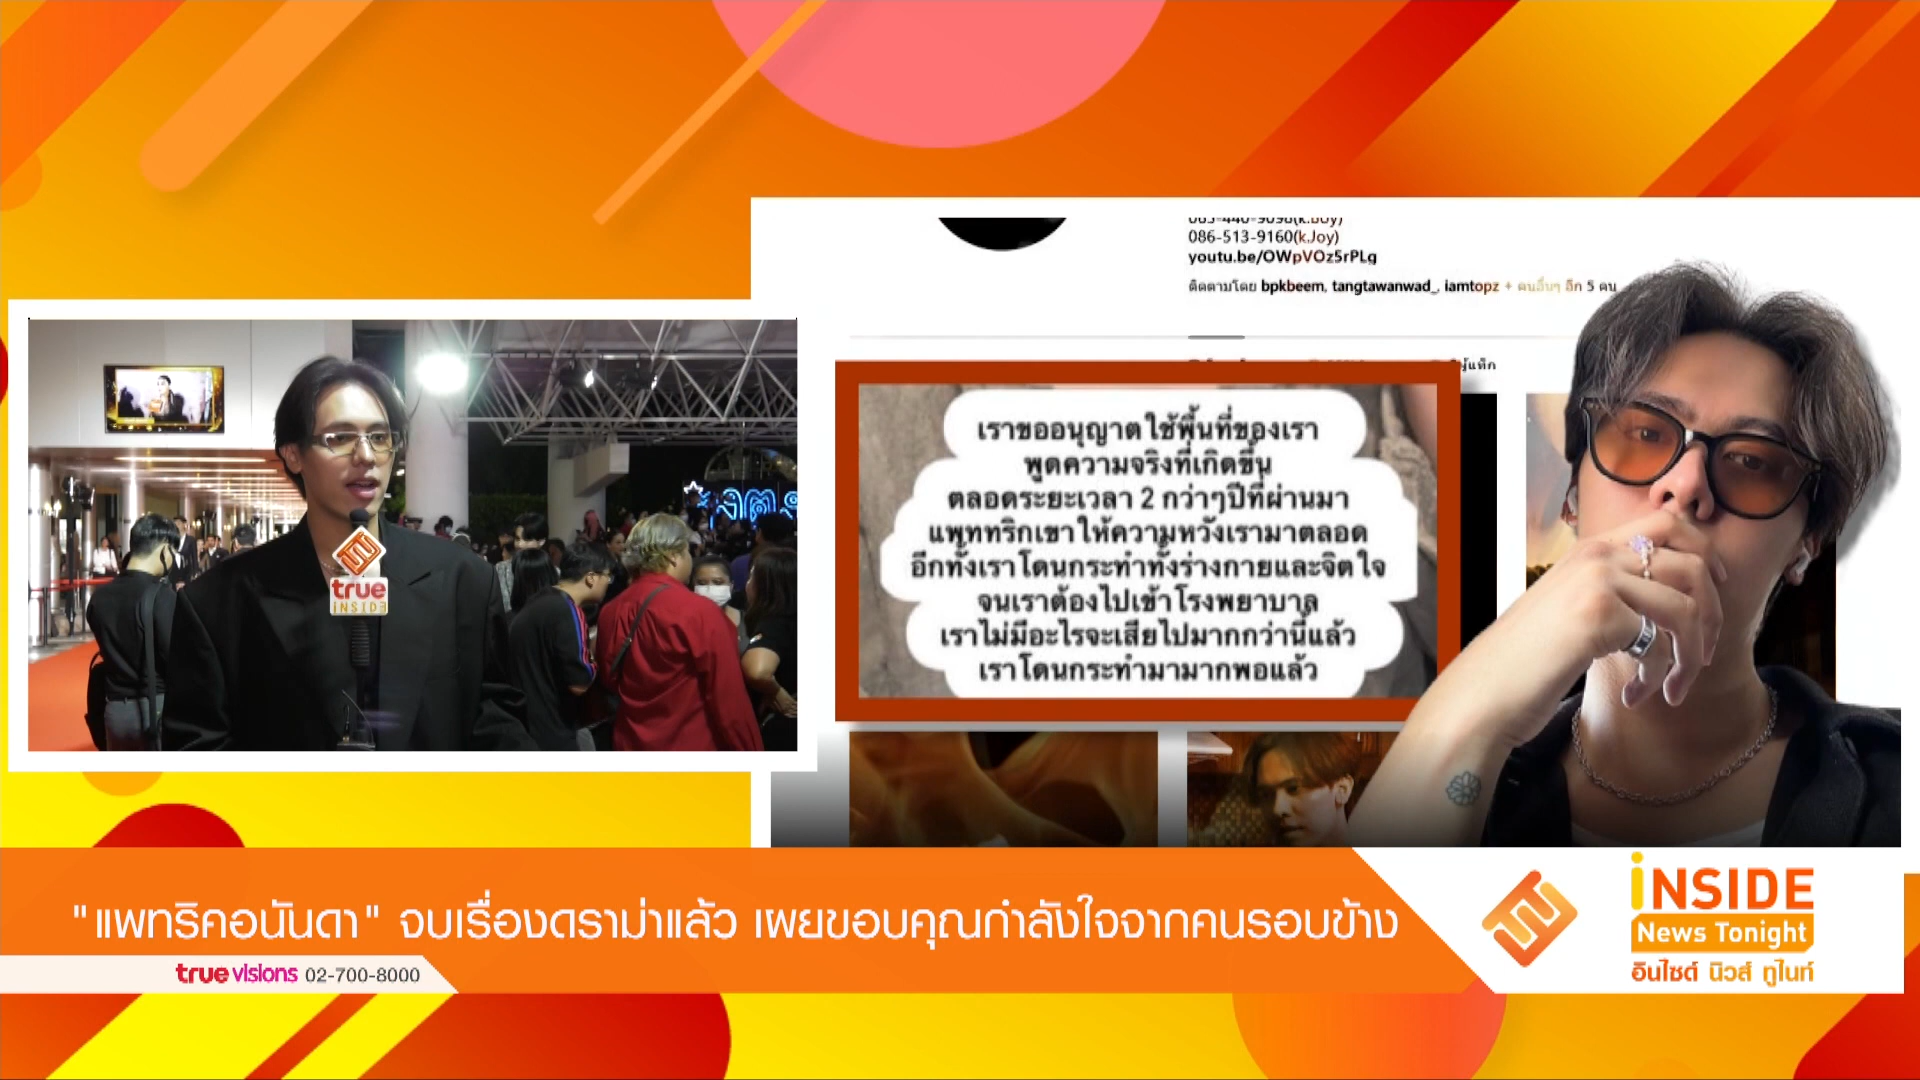 086-513-9160(k.Joy)
youtu.be/OWpVOz5rPLg
ติดตามโดย bpkbeem, tangtawanwad_, iamtopz + คนอื่นๆ อีก 5 คน
เราขออนุญาตใช้พื้นที่ของเรา
พูดความจริงที่เกิดขึ้น
ตลอดระยะเวลา 2 กว่าๆปีที่ผ่านมา
แพททริกเขาให้ความหวังเรามาตลอด
อีกทั้งเราโดนกระทำทั้งร่างกายและจิตใจ
จนเราต้องไปเข้าโรงพยาบาล
เราไม่มีอะไรจะเสียไปมากกว่านี้แล้ว
เราโดนกระทำมามากพอแล้ว
true
INSIDE
"แพทริคอนันดา" จบเรื่องดราม่าแล้ว เผยขอบคุณกำลังใจจากคนรอบข้าง
true visions 02-700-8000
iNSIDE
News Tonight
อินไซด์ นิวส์ ทูไนท์